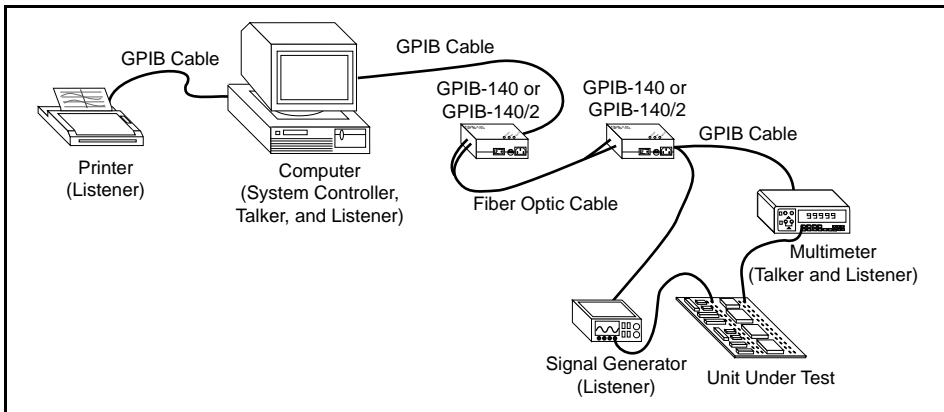 GPIB Cable
GPIB Cable
GPIB-140 or
GPIB-140/2
GPIB-140 or
GPIB-140/2
GPIB Cable
Printer
(Listener)
Computer
(System Controller,
Talker, and Listener)
Fiber Optic Cable
99999
Multimeter
(Talker and Listener)
Signal Generator
(Listener)
Unit Under Test